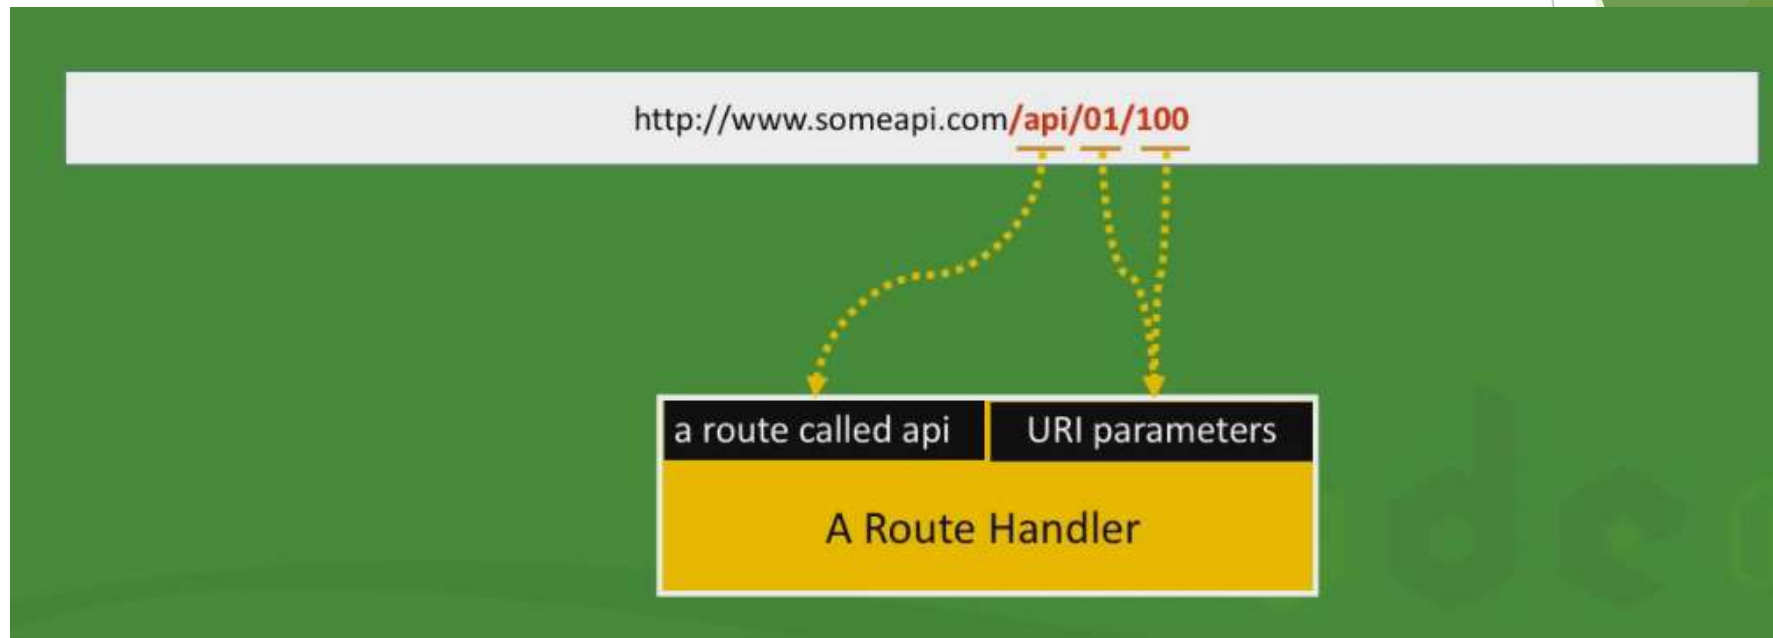 http://www.someapi.com/api/01/100
a route called api
URI parameters
A Route Handler